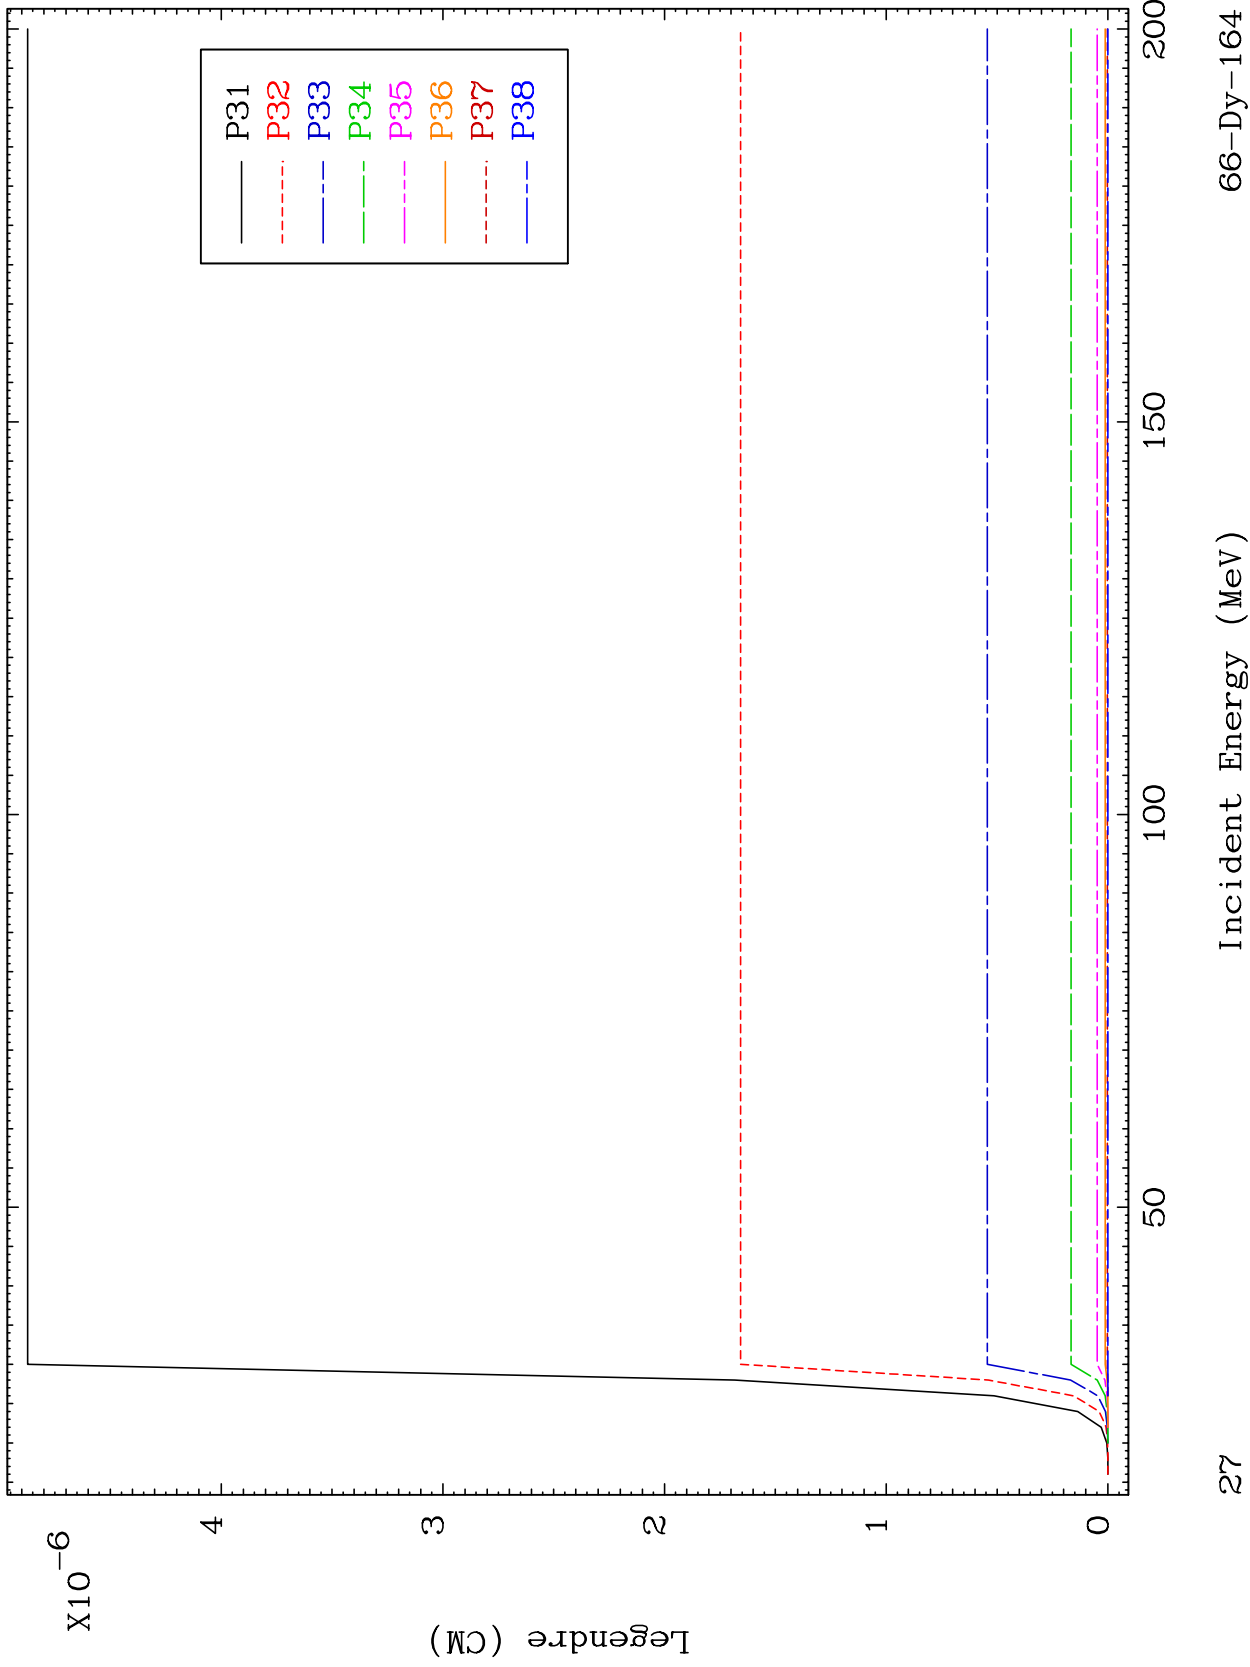 X10
-6
4
3
2
1
0
Legendre (CM)
P31
P32
P33
P34
P35
P36
P37
P38
50
100
150
200
27
Incident Energy (MeV)
66-Dy-164